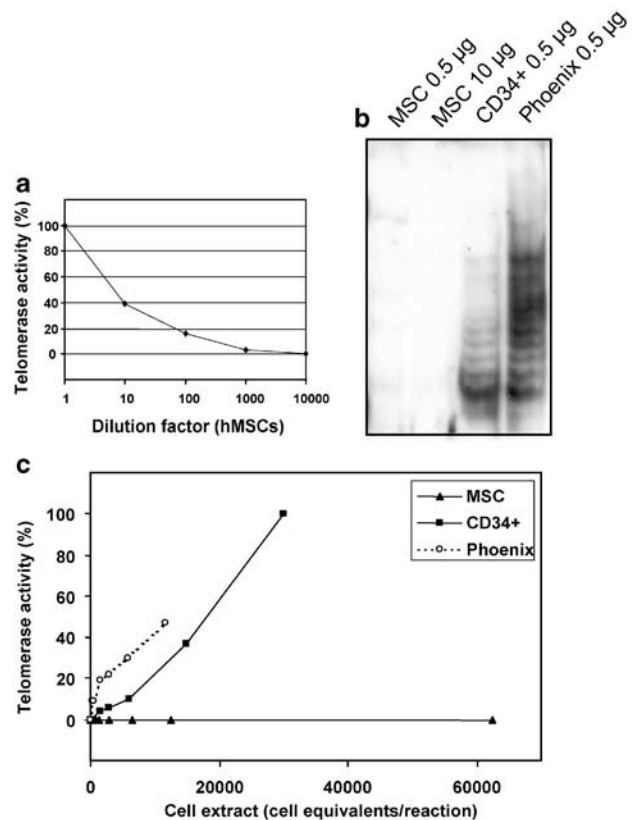 MSC 0.5 µg
MSC 10 µg
CD34+ 0.5 µg
Phoenix 0.5 µg
b
a
Telomerase activity (%)
100
80
60
40
20
0
1 10 100 1000 10000
Dilution factor (hMSCs)
c
Telomerase activity (%)
100
80
60
40
20
0
MSC
CD34+
Phoenix
0 20000 40000 60000
Cell extract (cell equivalents/reaction)